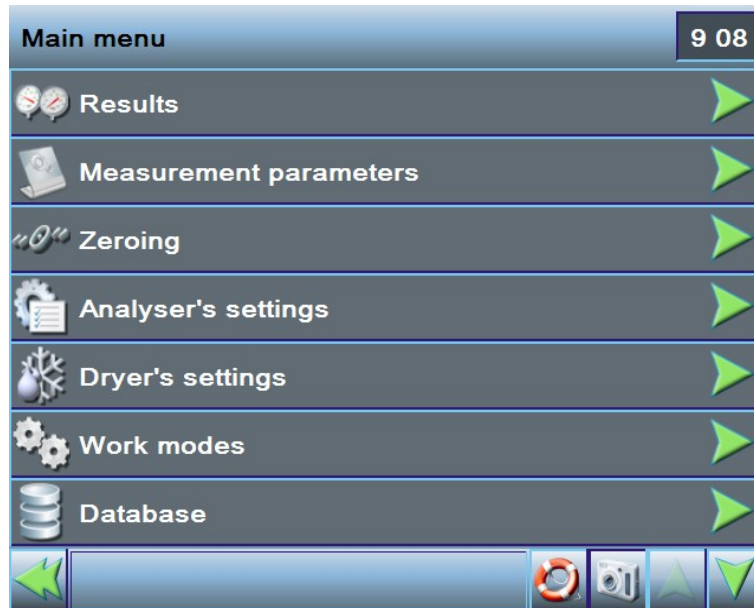 Main menu
9 08
Results
Measurement parameters
Zeroing
Analyser's settings
Dryer's settings
Work modes
Database